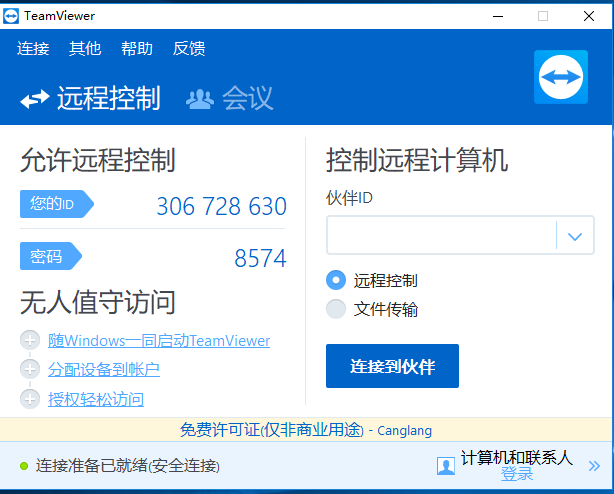 TeamViewer
连接 其他 帮助 反馈
远程控制 会议
允许远程控制
您的ID 306 728 630
密码 8574
无人值守访问
随Windows一同启动TeamViewer
分配设备到帐户
授权轻松访问
控制远程计算机
伙伴ID
远程控制
文件传输
连接到伙伴
免费许可证(仅非商业用途) - Canglang
连接准备已就绪(安全连接)
计算机和联系人
登录